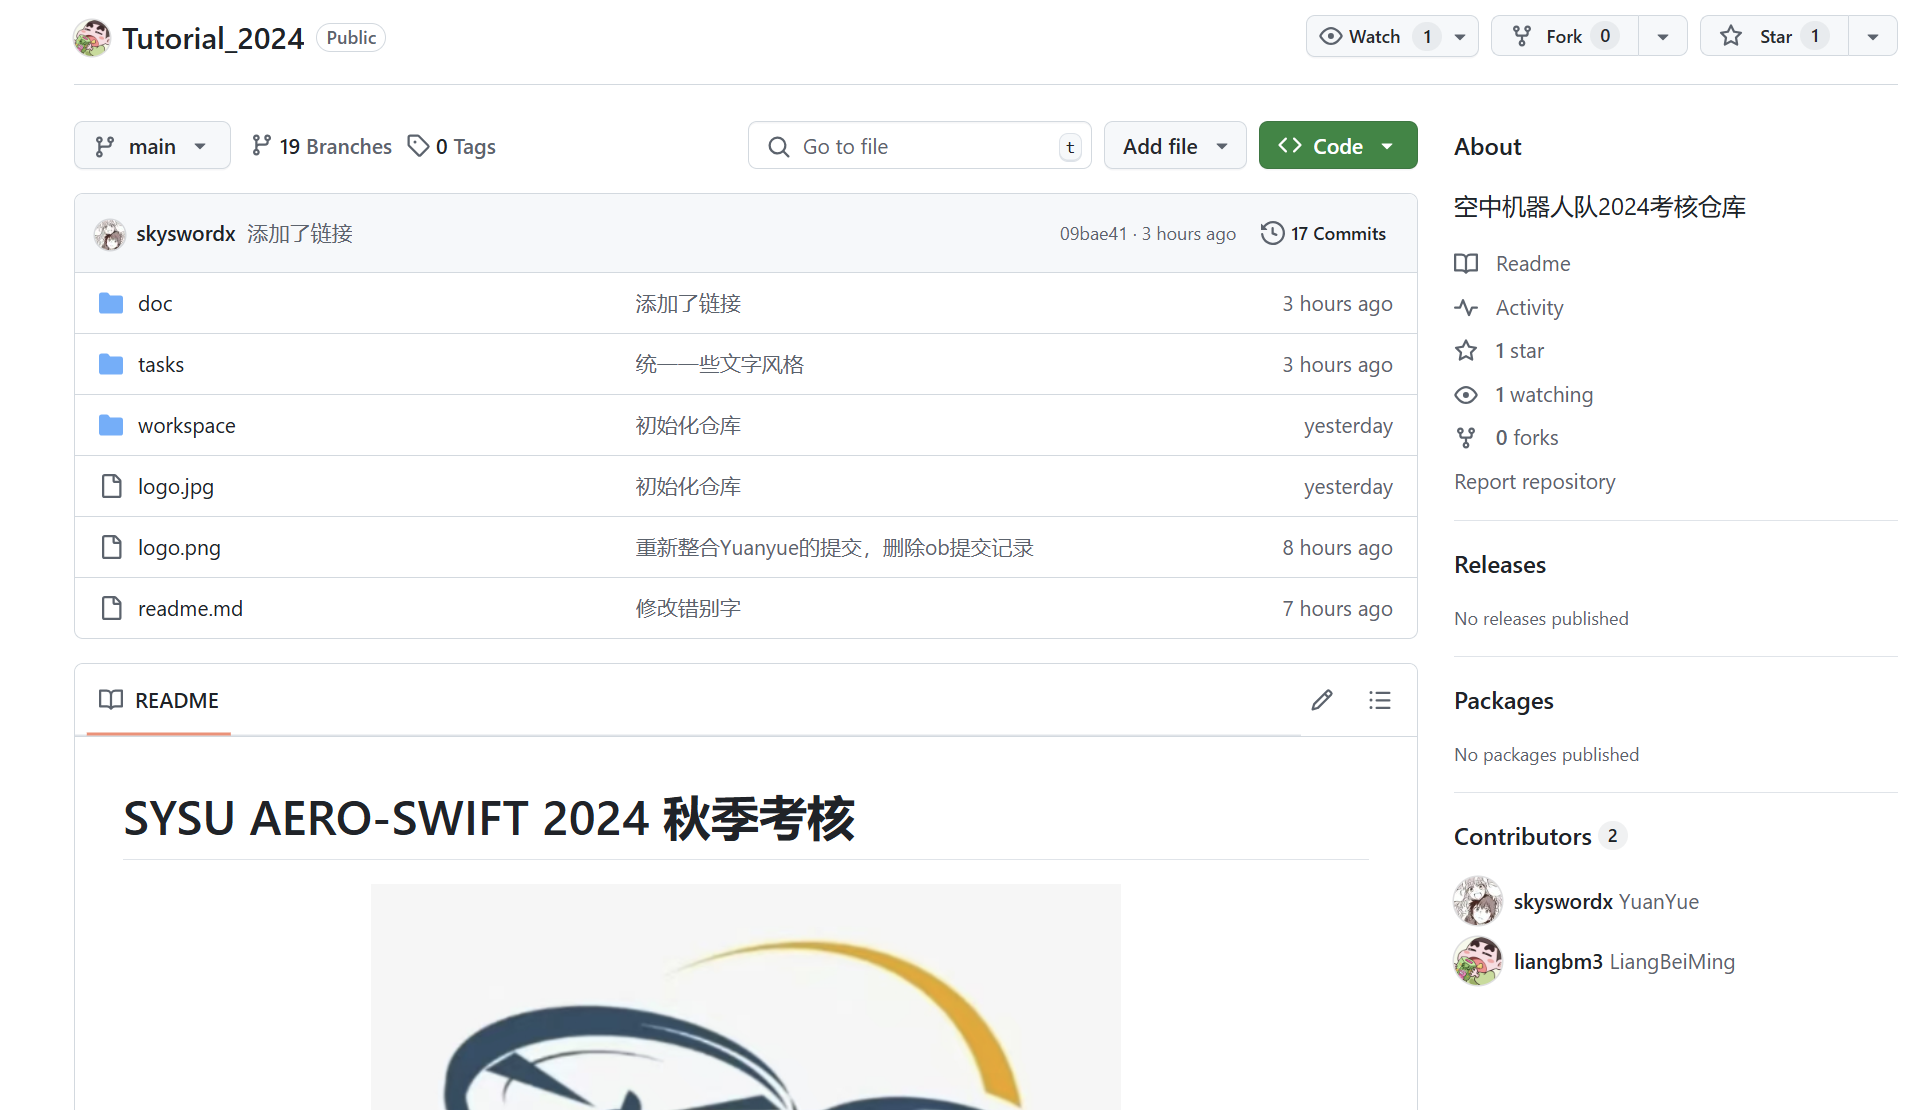 Tutorial_2024 Public Watch 1 Fork 0 Star 1
main 19 Branches 0 Tags Go to file t Add file Code
skyswordx 添加了链接 09bae41 · 3 hours ago 17 Commits
doc 添加了链接 3 hours ago
tasks 统一一些文字风格 3 hours ago
workspace 初始化仓库 yesterday
logo.jpg 初始化仓库 yesterday
logo.png 重新整合Yuanyue的提交，删除ob提交记录 8 hours ago
readme.md 修改错别字 7 hours ago
README
SYSU AERO-SWIFT 2024 秋季考核
About
空中机器人队2024考核仓库
Readme
Activity
1 star
1 watching
0 forks
Report repository
Releases
No releases published
Packages
No packages published
Contributors 2
skyswordx YuanYue
liangbm3 LiangBeiMing